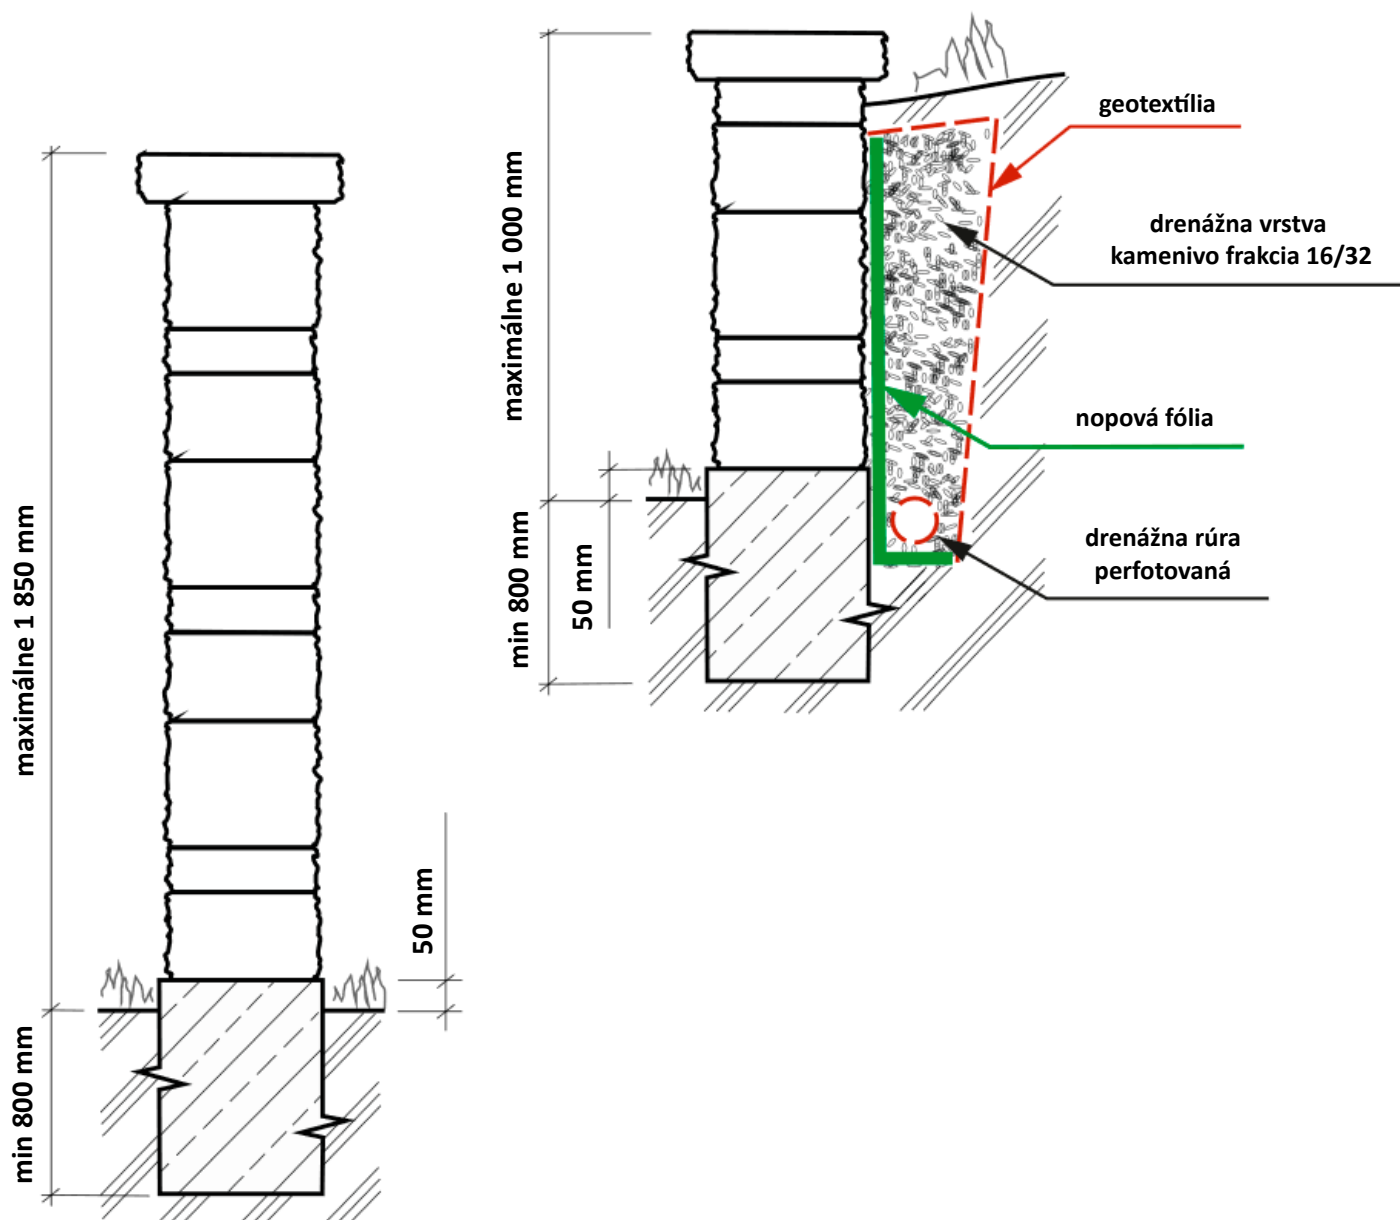 maximálne 1 850 mm
min 800 mm
50 mm
maximálne 1 000 mm
min 800 mm
50 mm
geotextília
drenážna vrstva
kamenivo frakcia 16/32
nopová fólia
drenážna rúra
perfotovaná